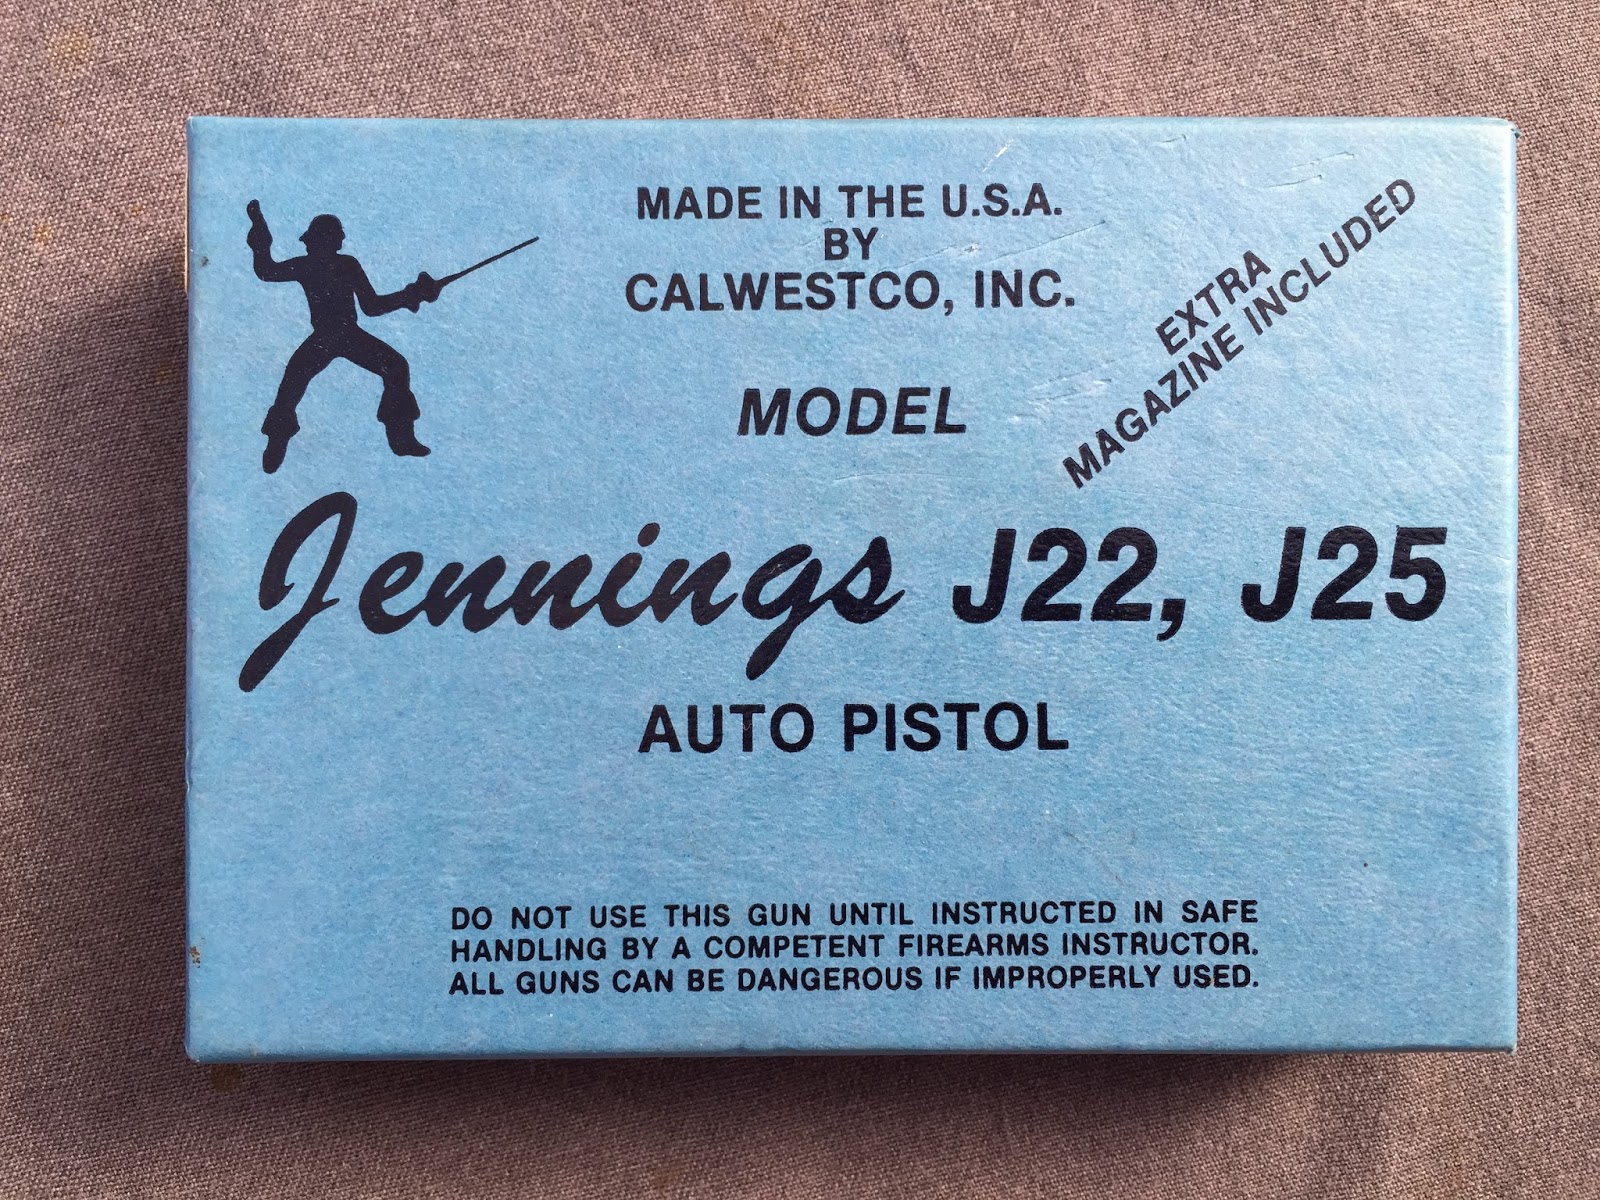 MADE IN THE U.S.A.
BY
CALWESTCO, INC.
EXTRA
MAGAZINE INCLUDED
MODEL
Jennings J22, J25
AUTO PISTOL
DO NOT USE THIS GUN UNTIL INSTRUCTED IN SAFE
HANDLING BY A COMPETENT FIREARMS INSTRUCTOR.
ALL GUNS CAN BE DANGEROUS IF IMPROPERLY USED.